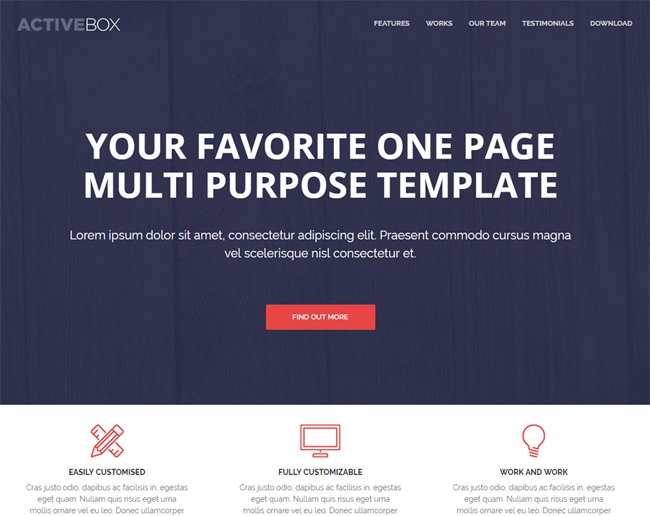 ACTIVEBOX
FEATURES WORKS OUR TEAM TESTIMONIALS DOWNLOAD
YOUR FAVORITE ONE PAGE
MULTI PURPOSE TEMPLATE
Lorem ipsum dolor sit amet, consectetur adipiscing elit. Praesent commodo cursus magna
vel scelerisque nisl consectetur et.
FIND OUT MORE
EASILY CUSTOMISED
Cras justo odio, dapibus ac facilisis in, egestas
eget quam. Nullam quis risus eget urna
mollis ornare vel eu leo. Donec ullamcorper
FULLY CUSTOMIZABLE
Cras justo odio, dapibus ac facilisis in, egestas
eget quam. Nullam quis risus eget urna
mollis ornare vel eu leo. Donec ullamcorper
WORK AND WORK
Cras justo odio, dapibus ac facilisis in, egestas
eget quam. Nullam quis risus eget urna
mollis ornare vel eu leo. Donec ullamcorper